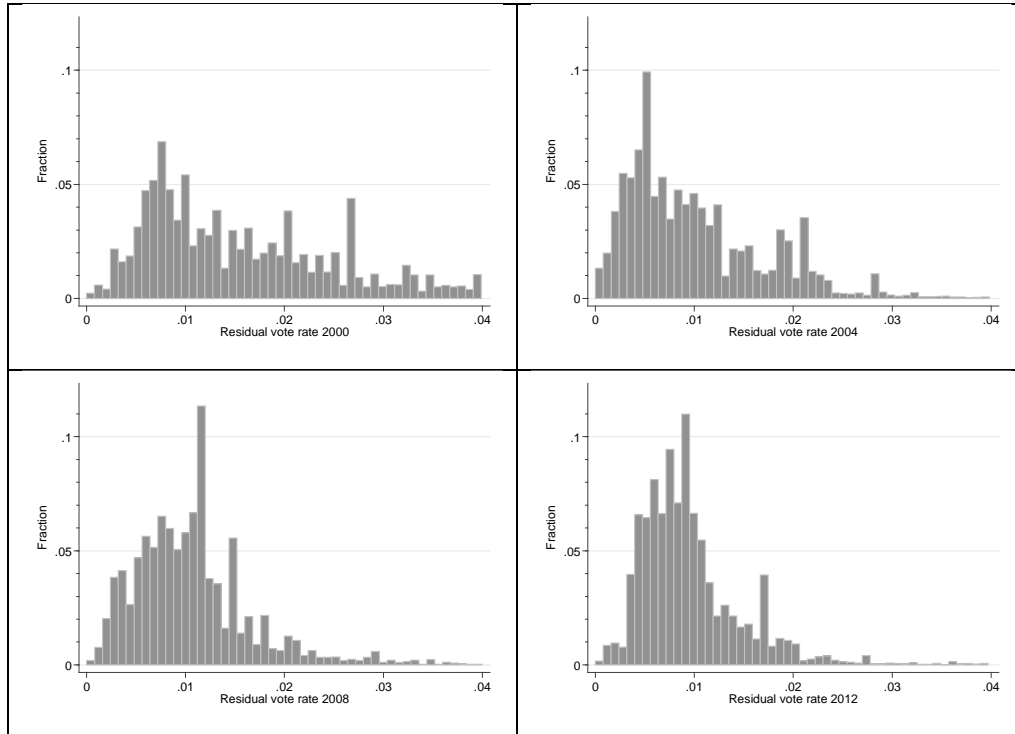 .1
.05
0
Fraction
0 .01 .02 .03 .04
Residual vote rate 2000
.1
.05
0
Fraction
0 .01 .02 .03 .04
Residual vote rate 2004
.1
.05
0
Fraction
0 .01 .02 .03 .04
Residual vote rate 2008
.1
.05
0
Fraction
0 .01 .02 .03 .04
Residual vote rate 2012